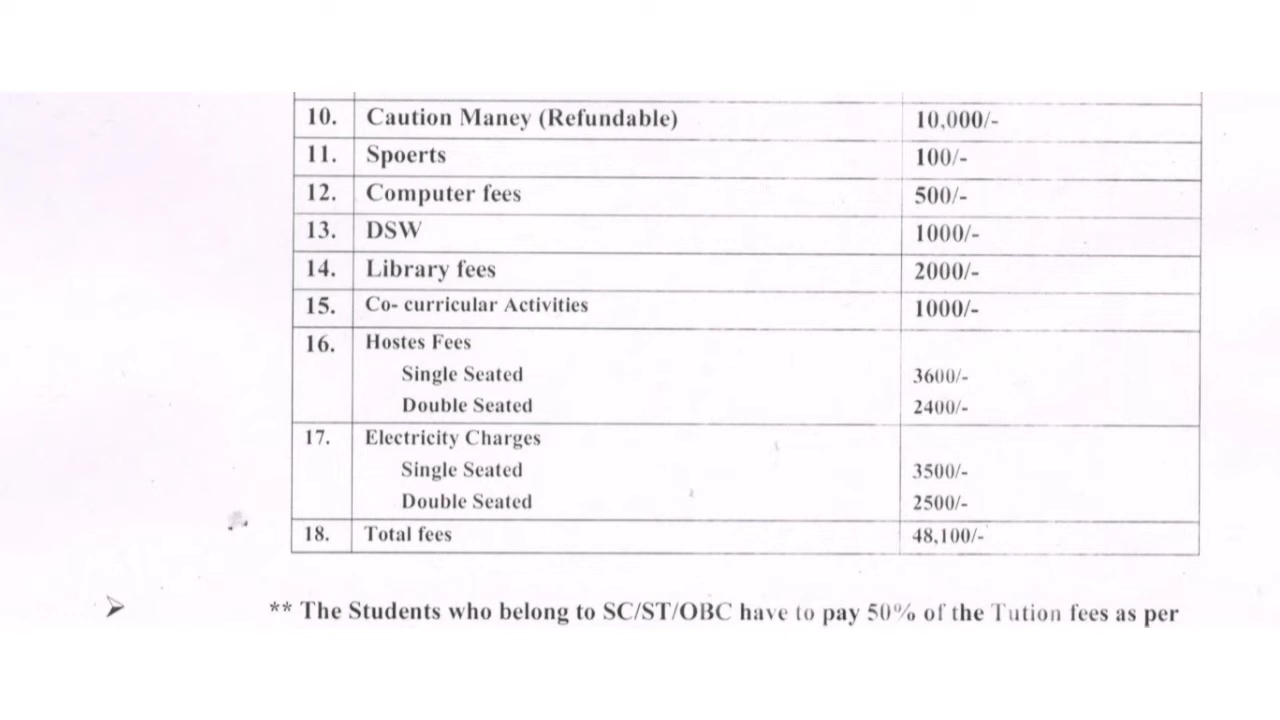 10. Caution Maney (Refundable) 10,000/-
11. Spoerts 100/-
12. Computer fees 500/-
13. DSW 1000/-
14. Library fees 2000/-
15. Co- curricular Activities 1000/-
16. Hostes Fees
Single Seated 3600/-
Double Seated 2400/-
17. Electricity Charges
Single Seated 3500/-
Double Seated 2500/-
18. Total fees 48,100/-
** The Students who belong to SC/ST/OBC have to pay 50% of the Tution fees as per